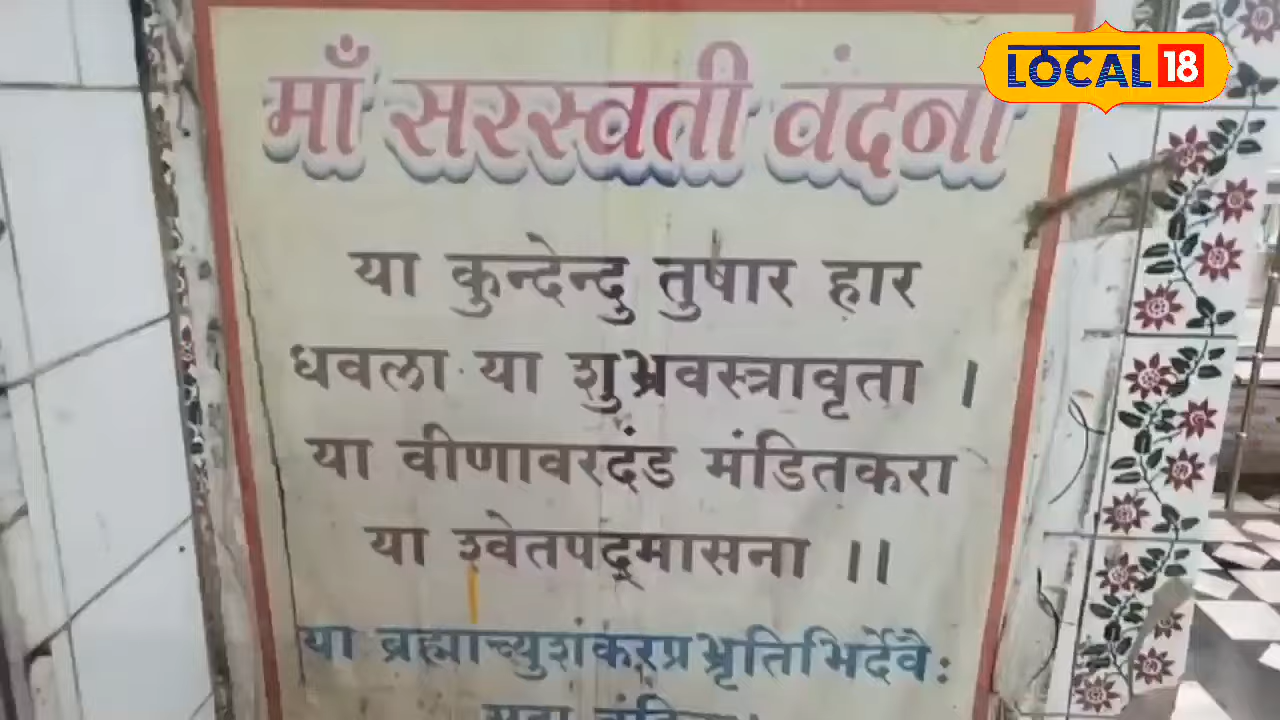 LOCAL 18
माँ सरस्वती वंदना
या कुन्देन्दु तुषार हार
धवला या शुभ्रवस्त्रावृता ।
या वीणावरदंड मंडितकरा
या श्वेतपद्मासना ।।
या ब्रह्माच्युशंकरप्रभ्रृतिभिर्देवैः